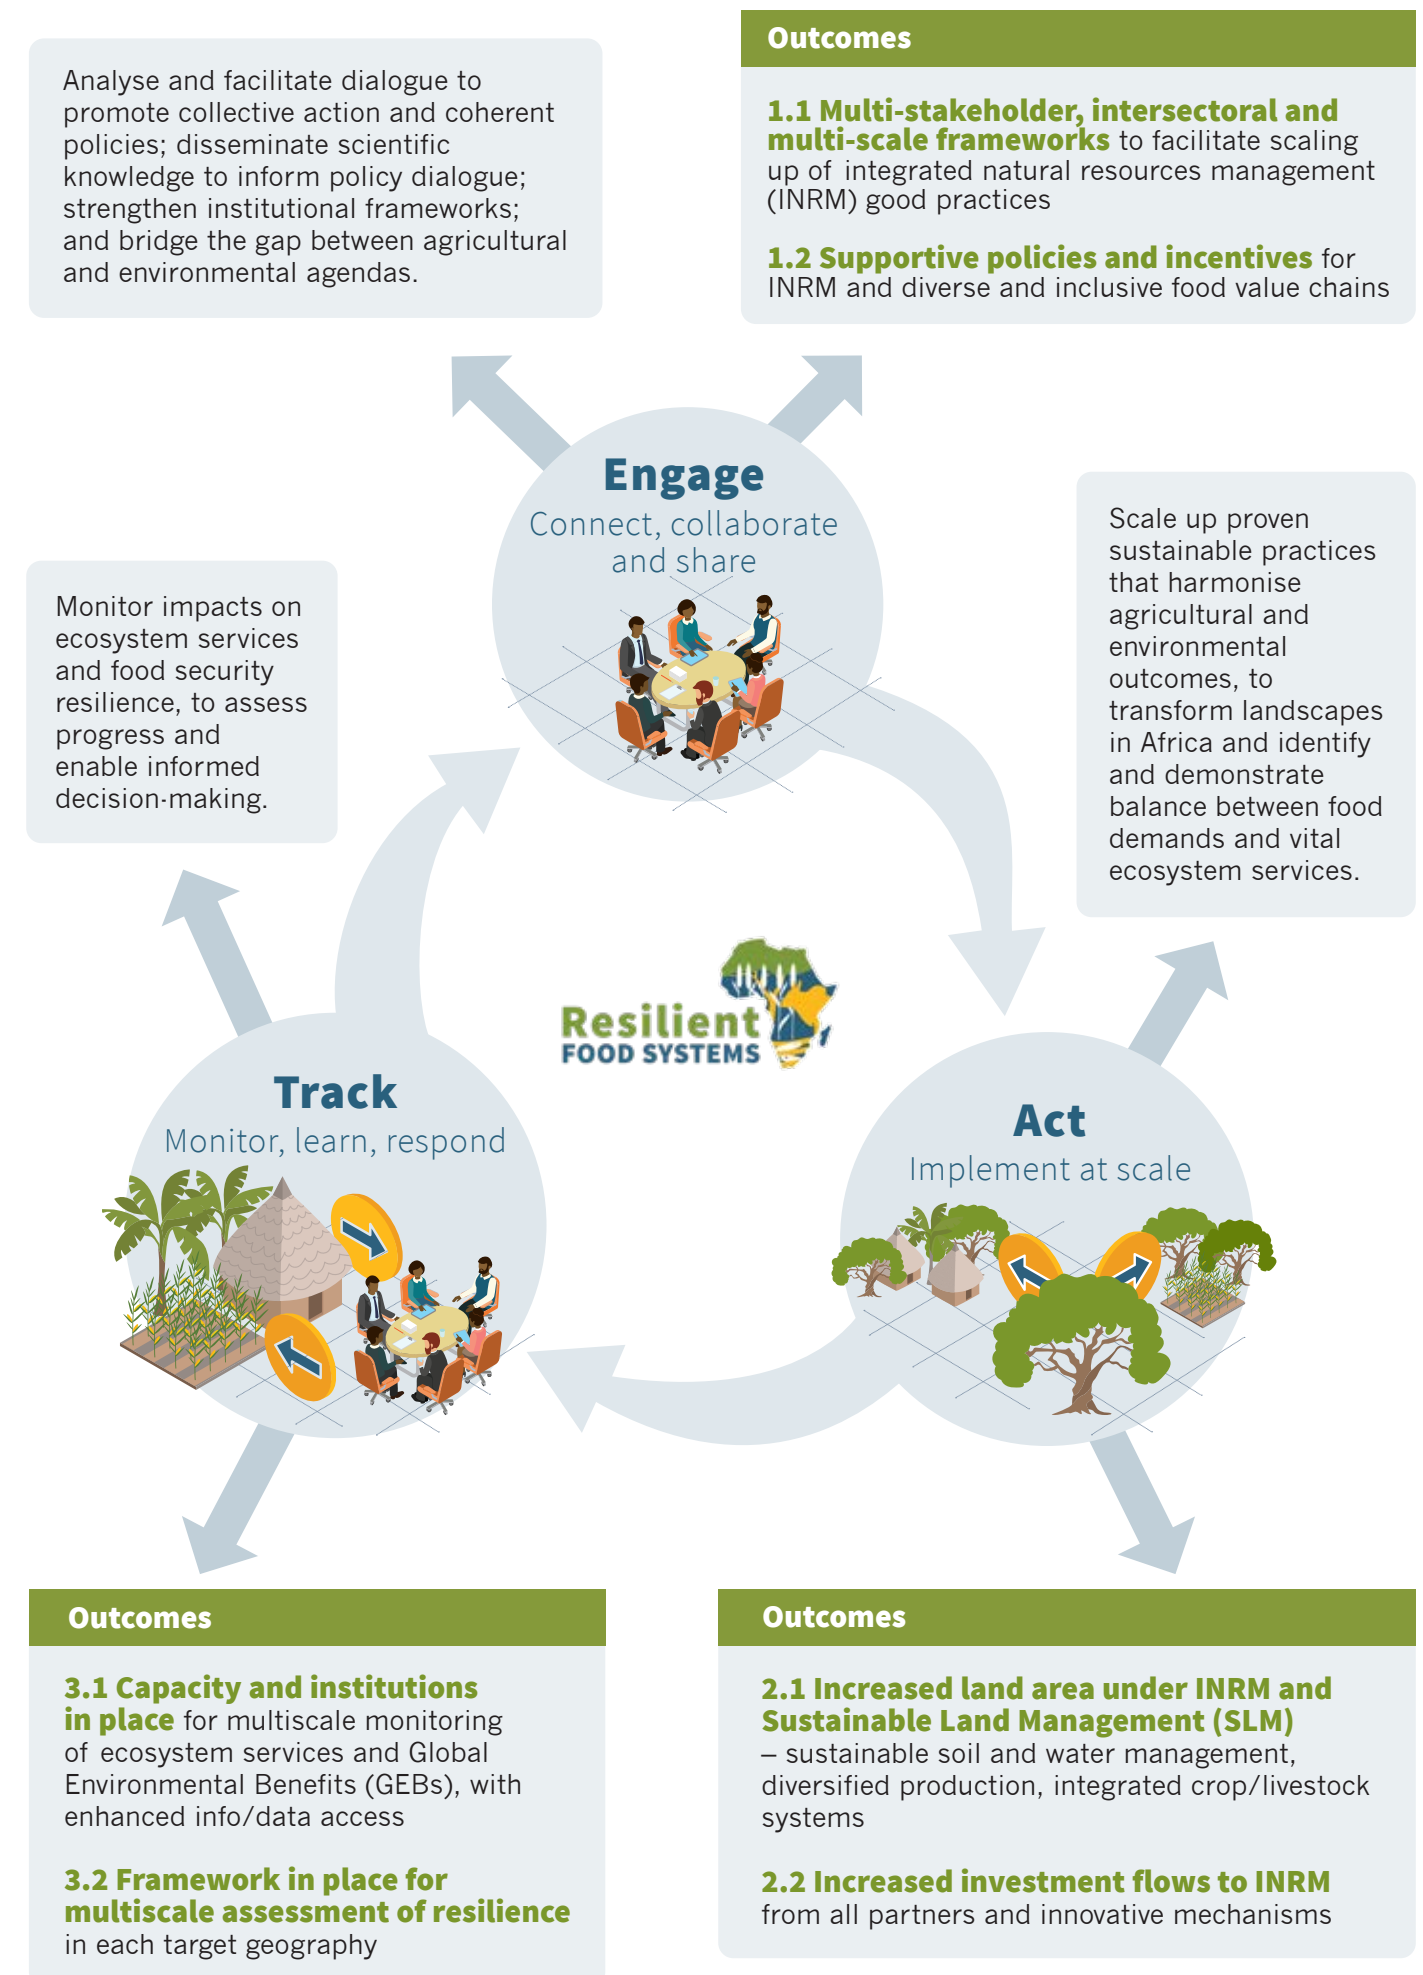 Analyse and facilitate dialogue to
promote collective action and coherent
policies; disseminate scientific
knowledge to inform policy dialogue;
strengthen institutional frameworks;
and bridge the gap between agricultural
and environmental agendas.
Outcomes
1.1 Multi-stakeholder, intersectoral and
multi-scale frameworks to facilitate scaling
up of integrated natural resources management
(INRM) good practices
1.2 Supportive policies and incentives for
INRM and diverse and inclusive food value chains
Engage
Connect, collaborate
and share
Scale up proven
sustainable practices
that harmonise
agricultural and
environmental
outcomes, to
transform landscapes
in Africa and identify
and demonstrate
balance between food
demands and vital
ecosystem services.
Monitor impacts on
ecosystem services
and food security
resilience, to assess
progress and
enable informed
decision-making.
Resilient
FOOD SYSTEMS
Track
Monitor, learn, respond
Act
Implement at scale
Outcomes
3.1 Capacity and institutions
in place for multiscale monitoring
of ecosystem services and Global
Environmental Benefits (GEBs), with
enhanced info/data access
3.2 Framework in place for
multiscale assessment of resilience
in each target geography
Outcomes
2.1 Increased land area under INRM and
Sustainable Land Management (SLM)
– sustainable soil and water management,
diversified production, integrated crop/livestock
systems
2.2 Increased investment flows to INRM
from all partners and innovative mechanisms